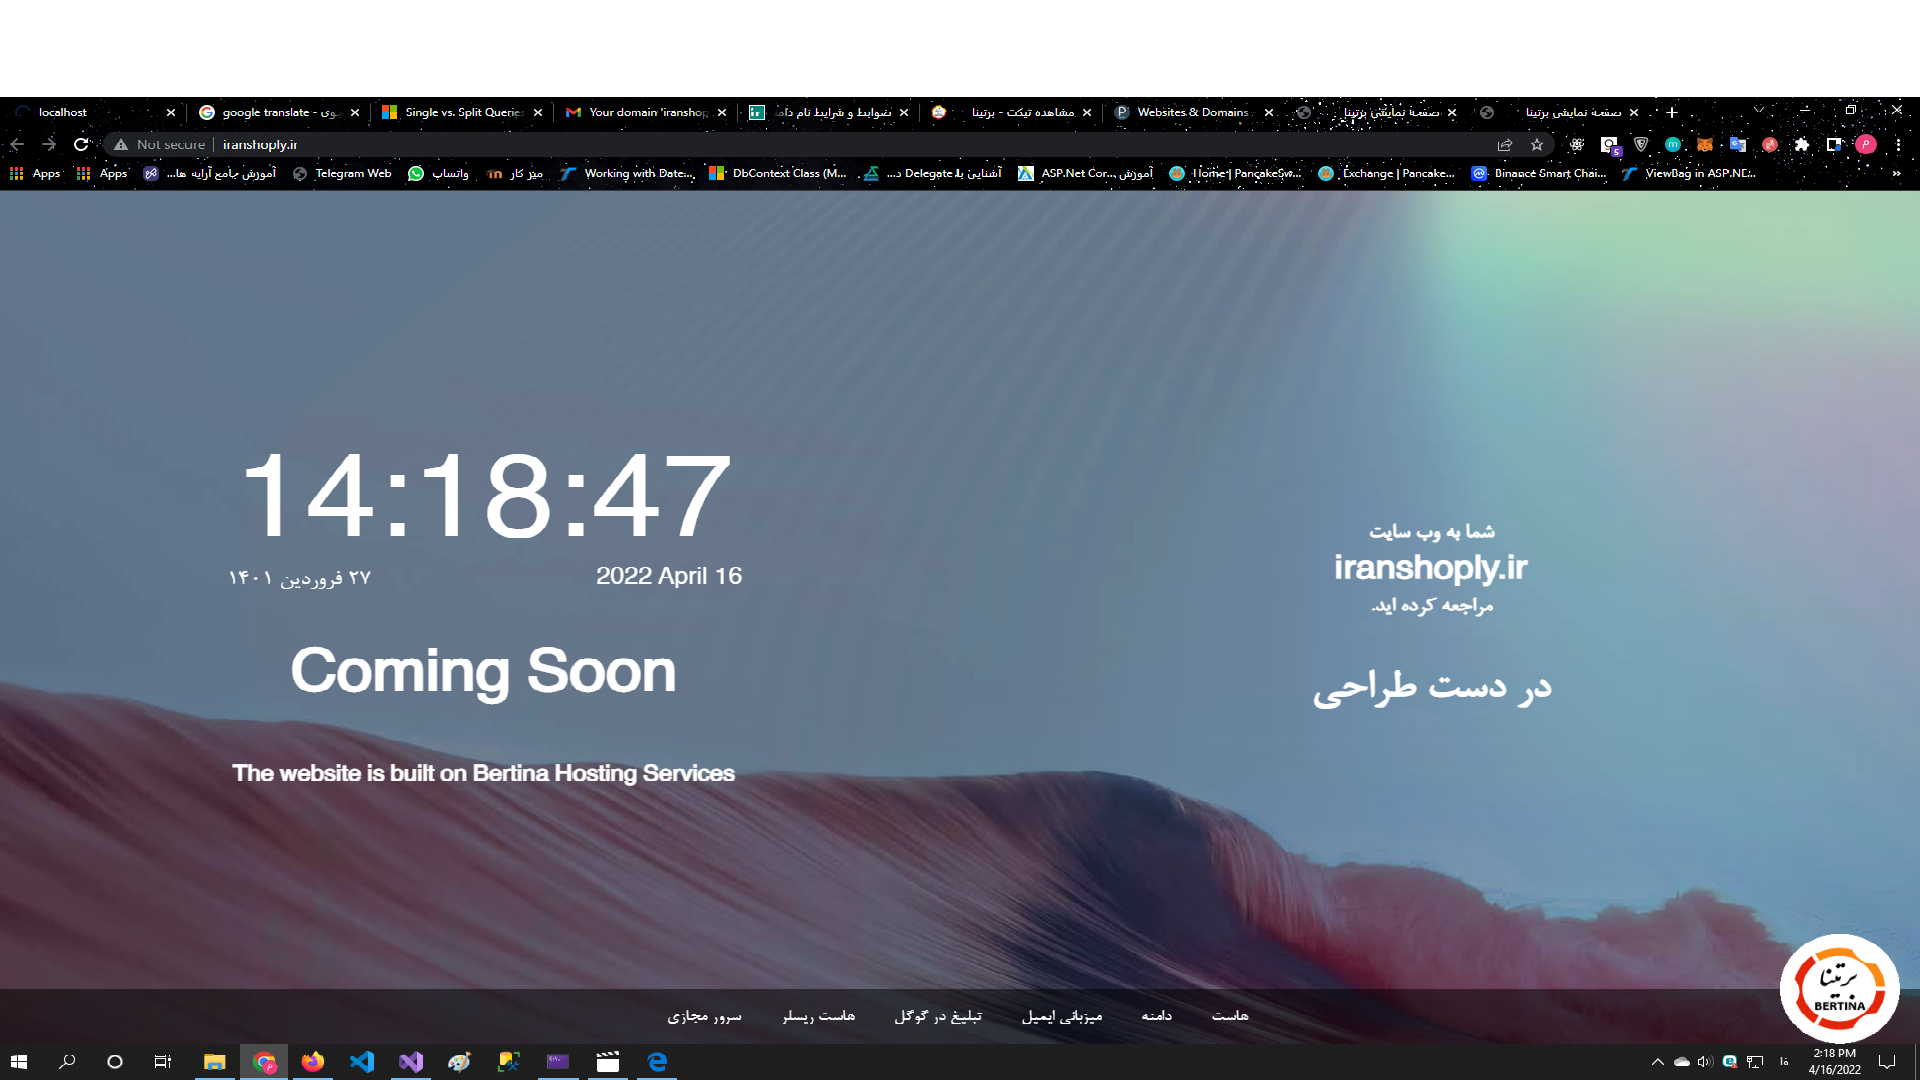 localhost
google translate - جـوی
Single vs. Split Queries
Your domain 'iranshop
ضوابط و شرایط نام دامـ
مشاهده تیکت - برتینا
Websites & Domains
صفحه نمایشی برتینا
صفحه نمایشی برتینا
Not secure
iranshoply.ir
5
P
Apps
Apps
آموزش جامع آرایه ها...
Telegram Web
واتساپ
میز کار
Working with Date...
DbContext Class (M...
آشنایی با Delegate د...
آموزش ASP.Net Cor...
Home | PancakeSw...
Exchange | Pancake...
Binance Smart Chai...
ViewBag in ASP.NE...
»
14:18:47
۲۷ فروردین ۱۴۰۱
2022 April 16
Coming Soon
The website is built on Bertina Hosting Services
شما به وب سایت
iranshoply.ir
مراجعه کرده اید.
در دست طراحی
هاست
دامنه
میزبانی ایمیل
تبلیغ در گوگل
هاست ریسلر
سرور مجازی
برتینا
BERTINA
فا
2:18 PM
4/16/2022